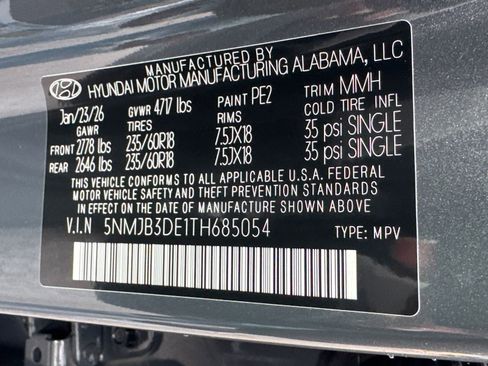 MANUFACTURED BY
HYUNDAI MOTOR MANUFACTURING ALABAMA, LLC
Jan/23/26 GVWR 4717 lbs PAINT PE2 TRIM MMH
GAWR TIRES RIMS COLD TIRE INFL
FRONT 2778 lbs 235/60R18 7.5JX18 35 psi SINGLE
REAR 2646 lbs 235/60R18 7.5JX18 35 psi SINGLE
THIS VEHICLE CONFORMS TO ALL APPLICABLE U.S.A. FEDERAL
MOTOR VEHICLE SAFETY AND THEFT PREVENTION STANDARDS
IN EFFECT ON THE DATE OF MANUFACTURE SHOWN ABOVE.
V.I.N 5NMJB3DE1TH685054 TYPE: MPV